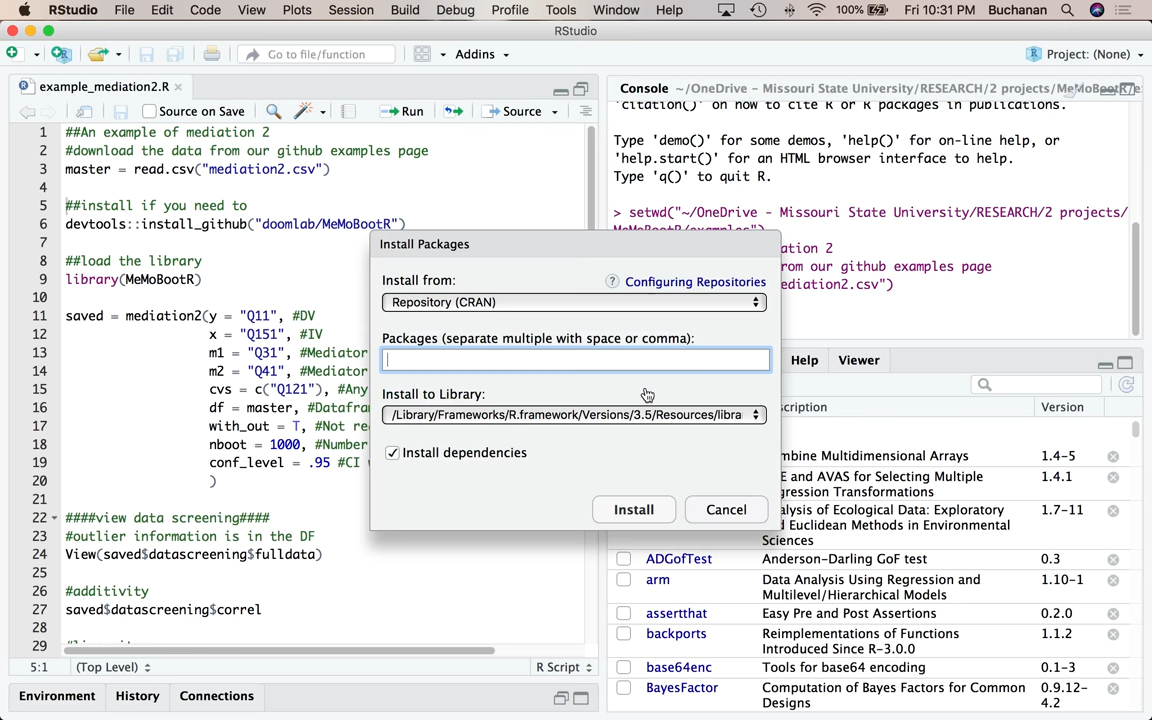 RStudio File Edit Code View Plots Session Build Debug Profile Tools Window Help 100% Fri 10:31 PM Buchanan
RStudio
Go to file/function Addins Project: (None)
example_mediation2.R
Source on Save Run Source
1 ##An example of mediation 2
2 #download the data from our github examples page
3 master = read.csv("mediation2.csv")
4
5 ##install if you need to
6 devtools::install_github("doomlab/MeMoBootR")
7
8 ##load the library
9 library(MeMoBootR)
10
11 saved = mediation2(y = "Q11", #DV
12 x = "Q151", #IV
13 m1 = "Q31", #Mediator
14 m2 = "Q41", #Mediator
15 cvs = c("Q121"), #Any
16 df = master, #Datafra
17 with_out = T, #Not re
18 nboot = 1000, #Number
19 conf_level = .95 #CI
20 )
21
22 ####view data screening####
23 #outlier information is in the DF
24 View(saved$datascreening$fulldata)
25
26 #additivity
27 saved$datascreening$correl
28
29
5:1 (Top Level) R Script
Environment History Connections
Console ~/OneDrive - Missouri State University/RESEARCH/2 projects/MeMoBootR/e
'citation()' on how to cite R or R packages in publications.
Type 'demo()' for some demos, 'help()' for on-line help, or
'help.start()' for an HTML browser interface to help.
Type 'q()' to quit R.
> setwd("~/OneDrive - Missouri State University/RESEARCH/2 projects/
MeMoBootR/examples")
ation 2
rom our github examples page
ediation2.csv")
Install Packages
Install from:
? Configuring Repositories
Repository (CRAN)
Packages (separate multiple with space or comma):
Install to Library:
/Library/Frameworks/R.framework/Versions/3.5/Resources/libra
Install dependencies
Install Cancel
Help Viewer
cription Version
mbine Multidimensional Arrays 1.4-5
E and AVAS for Selecting Multiple 1.4.1
gression Transformations
alysis of Ecological Data: Exploratory 1.7-11
d Euclidean Methods in Environmental
Sciences
ADGofTest Anderson-Darling GoF test 0.3
arm Data Analysis Using Regression and 1.10-1
Multilevel/Hierarchical Models
assertthat Easy Pre and Post Assertions 0.2.0
backports Reimplementations of Functions 1.1.2
Introduced Since R-3.0.0
base64enc Tools for base64 encoding 0.1-3
BayesFactor Computation of Bayes Factors for Common 0.9.12-
Designs 4.2